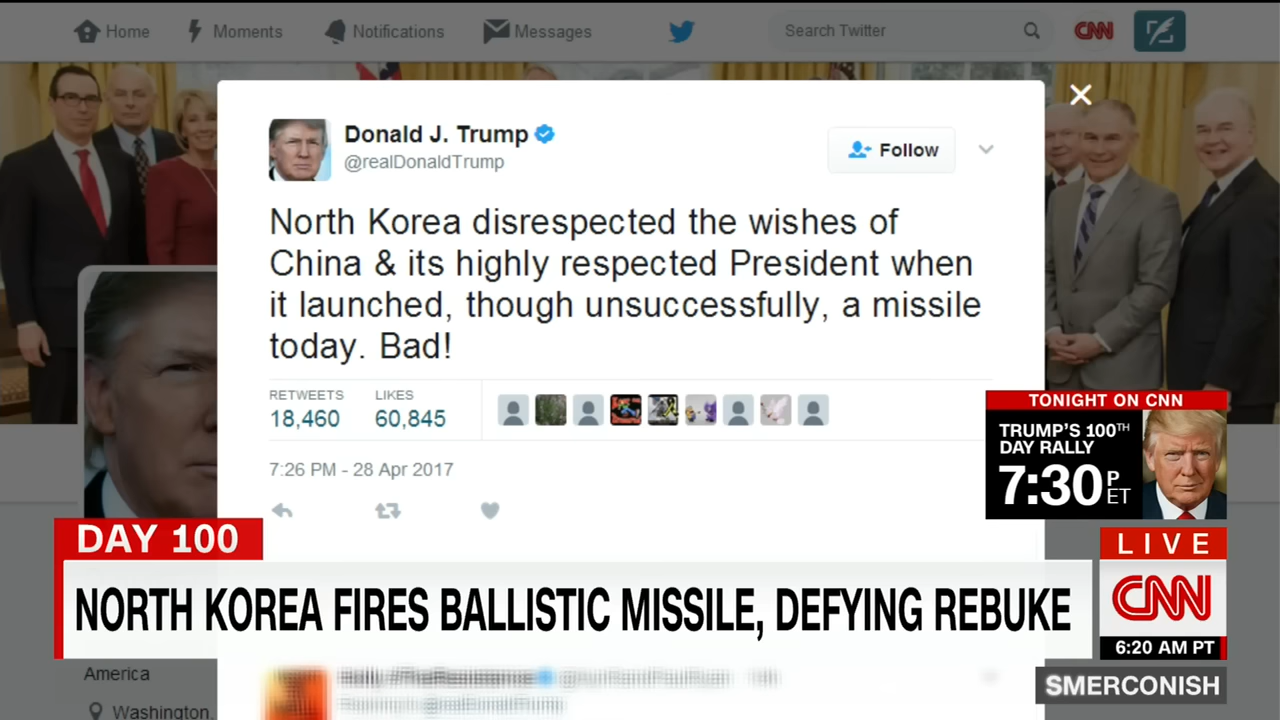 Home
Moments
Notifications
Messages
Search Twitter
CNN
Donald J. Trump
@realDonaldTrump
Follow
North Korea disrespected the wishes of
China & its highly respected President when
it launched, though unsuccessfully, a missile
today. Bad!
RETWEETS
18,460
LIKES
60,845
7:26 PM - 28 Apr 2017
TONIGHT ON CNN
TRUMP'S 100TH
DAY RALLY
7:30 P
ET
DAY 100
NORTH KOREA FIRES BALLISTIC MISSILE, DEFYING REBUKE
LIVE
CNN
6:20 AM PT
SMERCONISH
America
Washington,